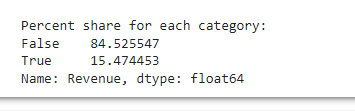 Percent share for each category:
False    84.525547
True     15.474453
Name: Revenue, dtype: float64